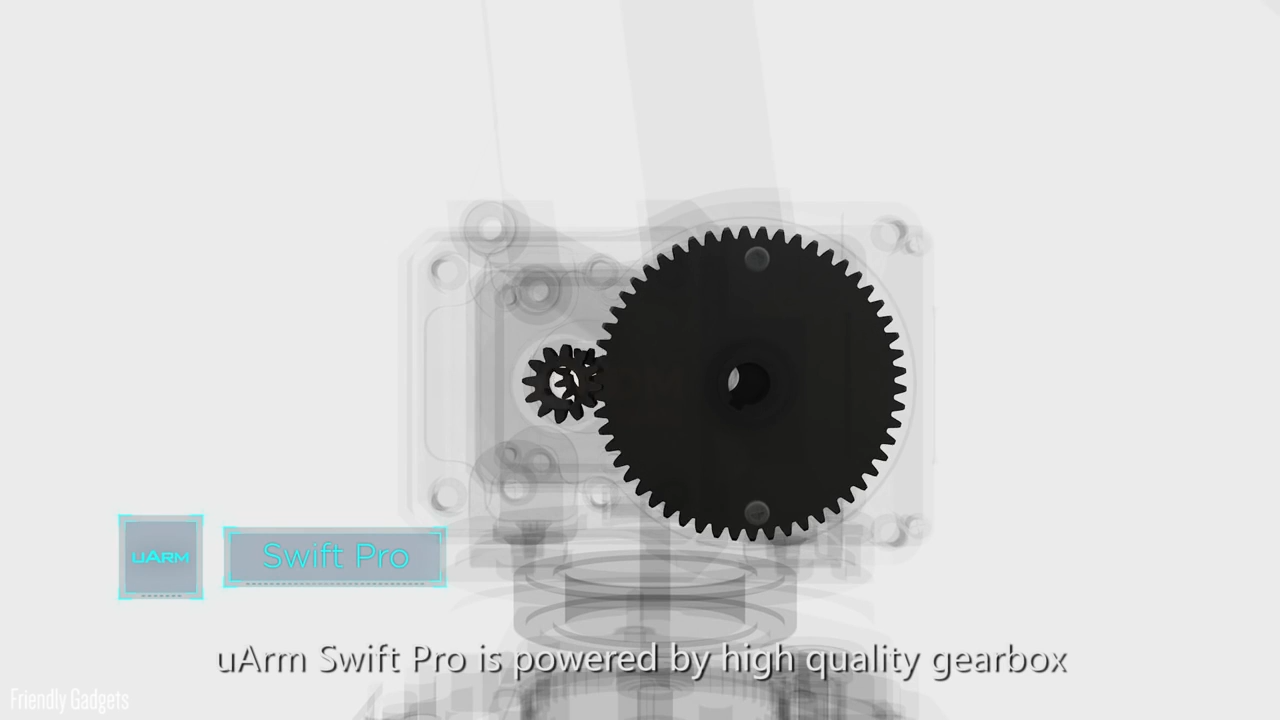 uARM
Swift Pro
uArm Swift Pro is powered by high quality gearbox
Friendly Gadgets